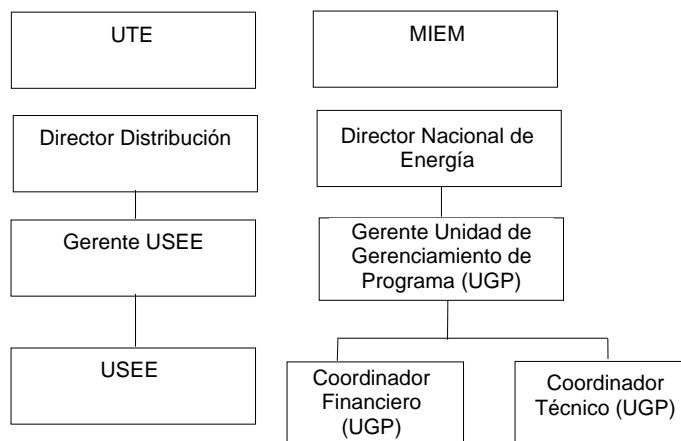 UTE
MIEM
Director Distribución
Director Nacional de
Energía
Gerente USEE
Gerente Unidad de
Gerenciamiento de
Programa (UGP)
USEE
Coordinador
Financiero
(UGP)
Coordinador
Técnico (UGP)